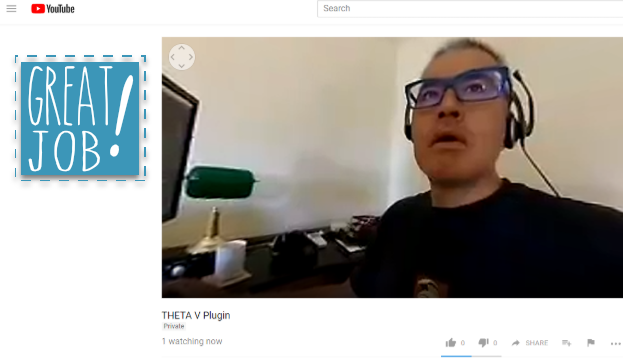 YouTube
Search
GREAT
JOB!
THETA V Plugin
Private
1 watching now
0
0
SHARE